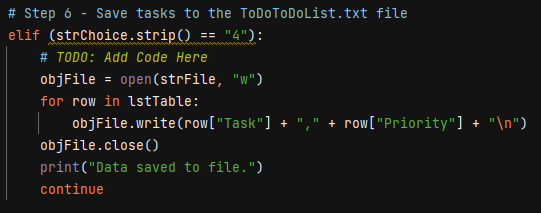 # Step 6 - Save tasks to the ToDoToDoList.txt file
elif (strChoice.strip() == "4"):
# TODO: Add Code Here
objFile = open(strFile, "w")
for row in lstTable:
objFile.write(row["Task"] + "," + row["Priority"] + "\n")
objFile.close()
print("Data saved to file.")
continue